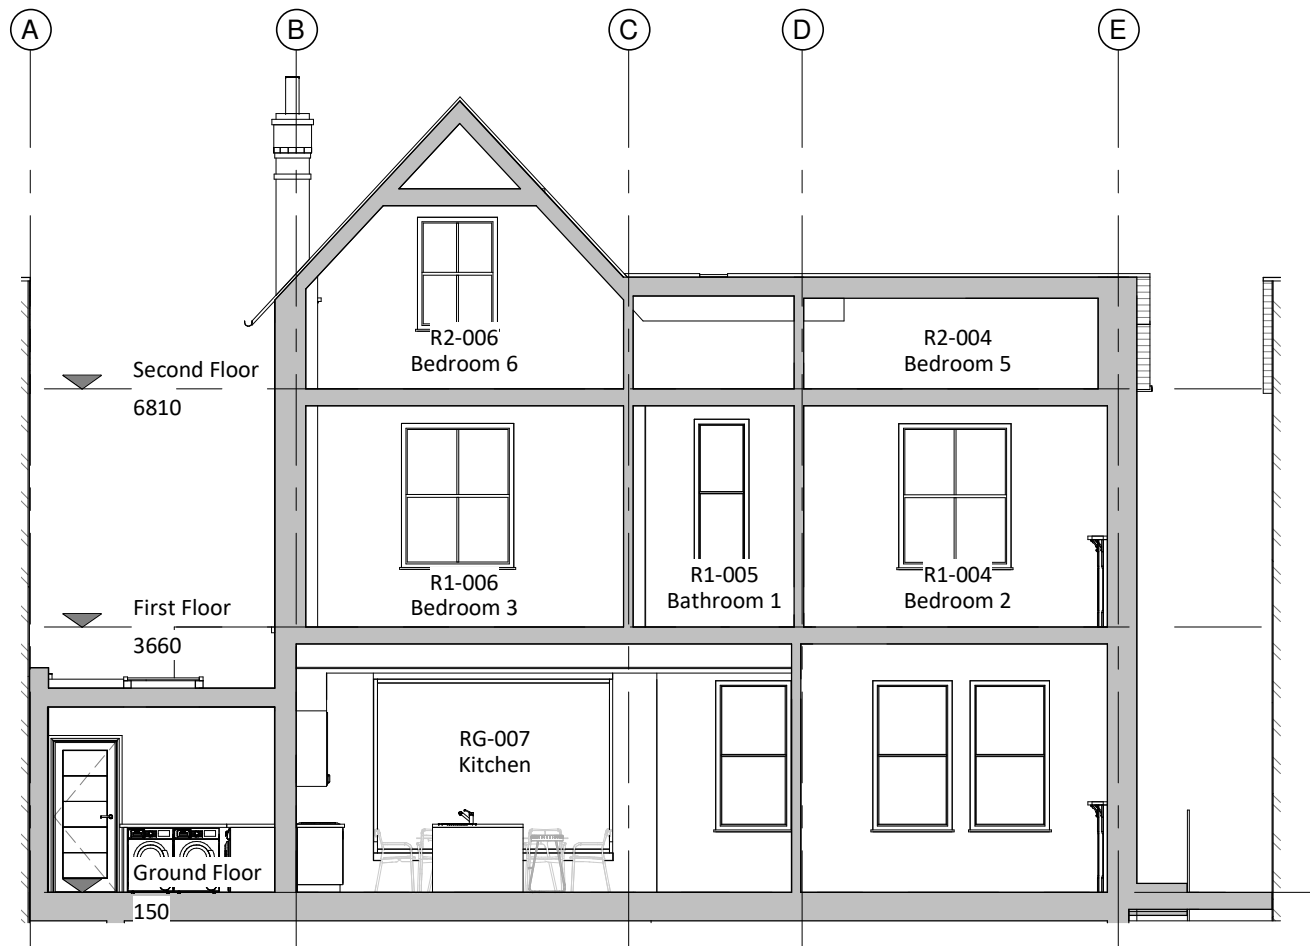 A
B
C
D
E
R2-006
Bedroom 6
R2-004
Bedroom 5
Second Floor
6810
R1-006
Bedroom 3
R1-005
Bathroom 1
R1-004
Bedroom 2
First Floor
3660
RG-007
Kitchen
Ground Floor
150